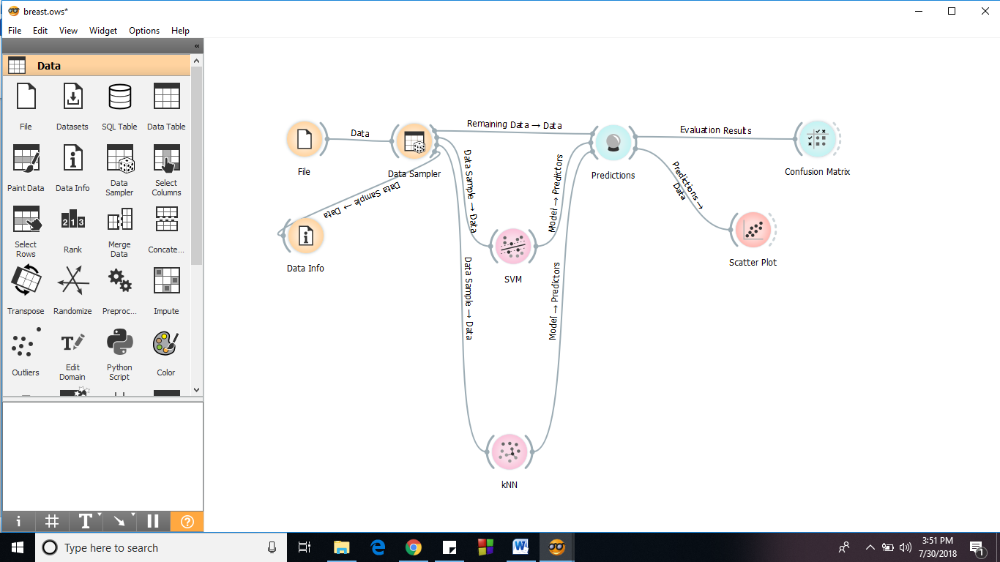 breast.ows*
File Edit View Widget Options Help
«
Data
File Datasets SQL Table Data Table
Paint Data Data Info Data Sampler Select Columns
Select Rows Rank Merge Data Concate...
Transpose Randomize Preproc... Impute
Outliers Edit Domain Python Script Color
File
Data
Data Sampler
Remaining Data → Data
Predictions
Evaluation Results
Confusion Matrix
Data Sample → Data
Data Info
Data Sample → Data
SVM
Model → Predictors
Predictions →
Data
Scatter Plot
Data Sample → Data
Model → Predictors
kNN
Type here to search
3:51 PM
7/30/2018
1